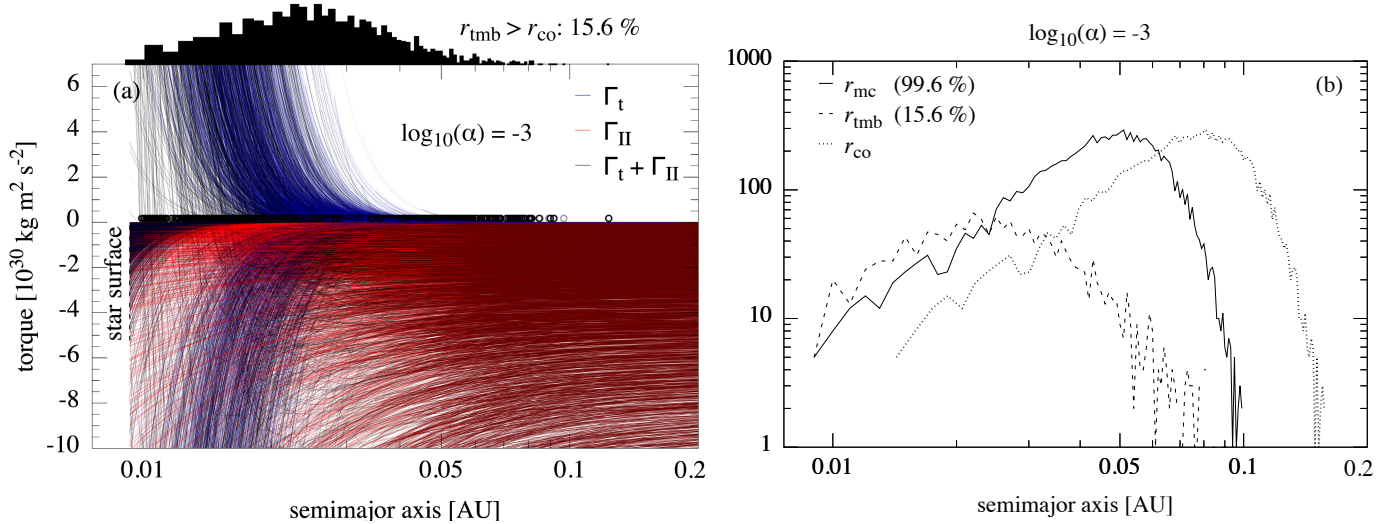 r_tmb > r_co: 15.6 %
(a)
Γ_t
Γ_II
Γ_t + Γ_II
log_10(α) = -3
torque [10^30 kg m^2 s^-2]
star surface
6
4
2
0
-2
-4
-6
-8
-10
0.01
0.05
0.1
0.2
semimajor axis [AU]
log_10(α) = -3
(b)
r_mc (99.6 %)
r_tmb (15.6 %)
r_co
1000
100
10
1
0.01
0.05
0.1
0.2
semimajor axis [AU]